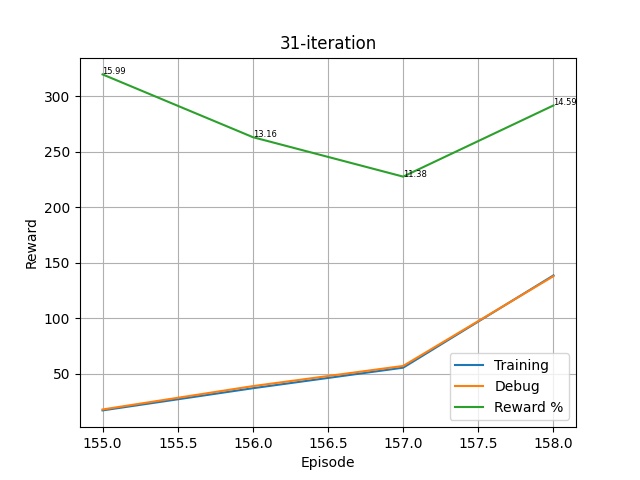 31-iteration
15.99
13.16
11.38
14.59
300
250
200
150
100
50
Reward
155.0 155.5 156.0 156.5 157.0 157.5 158.0
Episode
Training
Debug
Reward %